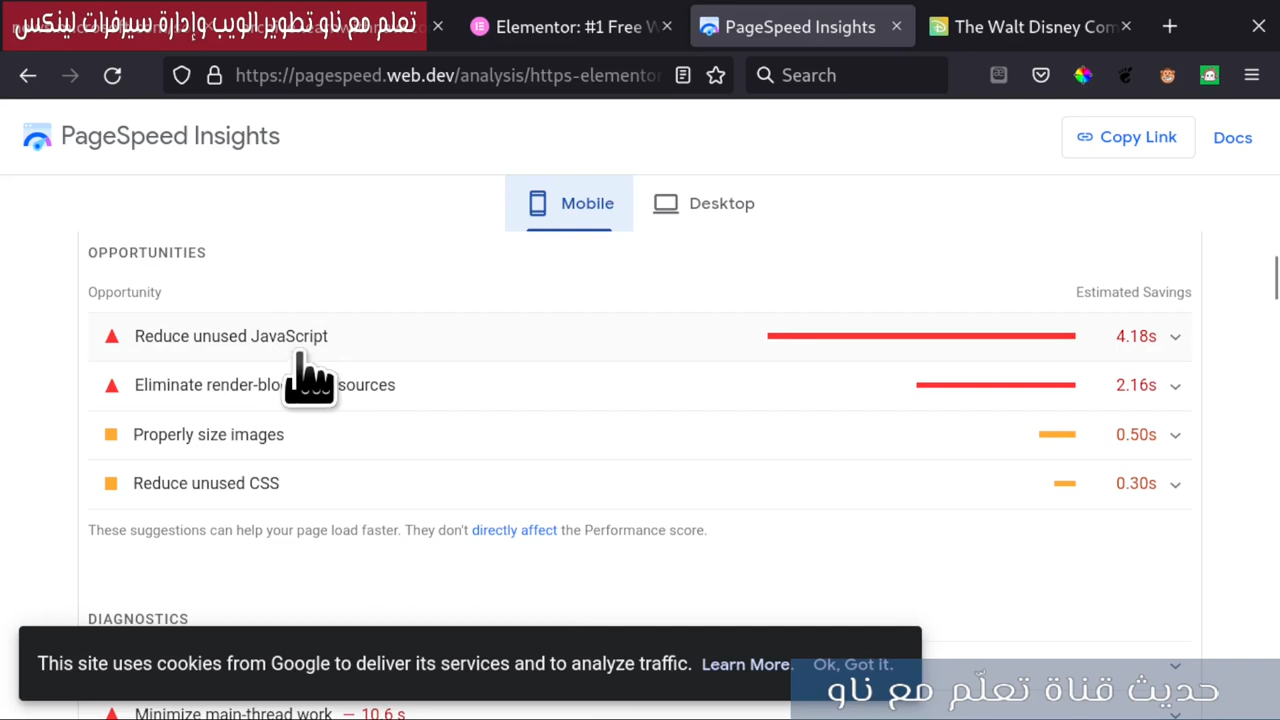 تعلم مع ناو تطوير الويب وإدارة سيرفرات لينكس
Elementor: #1 Free W
PageSpeed Insights
The Walt Disney Com
https://pagespeed.web.dev/analysis/https-elementor
Search
PageSpeed Insights
Copy Link
Docs
Mobile
Desktop
OPPORTUNITIES
Opportunity
Estimated Savings
Reduce unused JavaScript
4.18s
Eliminate render-blo sources
2.16s
Properly size images
0.50s
Reduce unused CSS
0.30s
These suggestions can help your page load faster. They don't directly affect the Performance score.
DIAGNOSTICS
This site uses cookies from Google to deliver its services and to analyze traffic. Learn More. Ok, Got it.
حديث قناة تعلّم مع ناو
Minimize main-thread work — 10.6 s